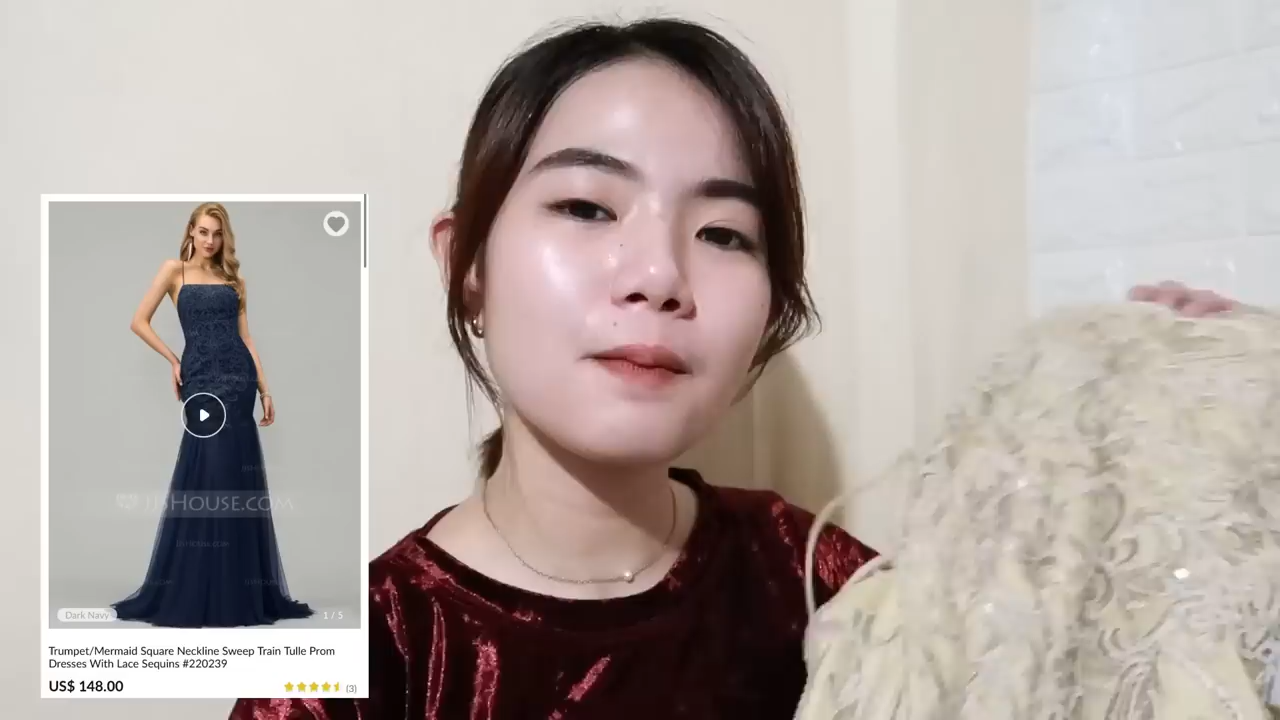 JJSHOUSE.COM
Dark Navy
1 / 5
Trumpet/Mermaid Square Neckline Sweep Train Tulle Prom
Dresses With Lace Sequins #220239
US$ 148.00
(3)